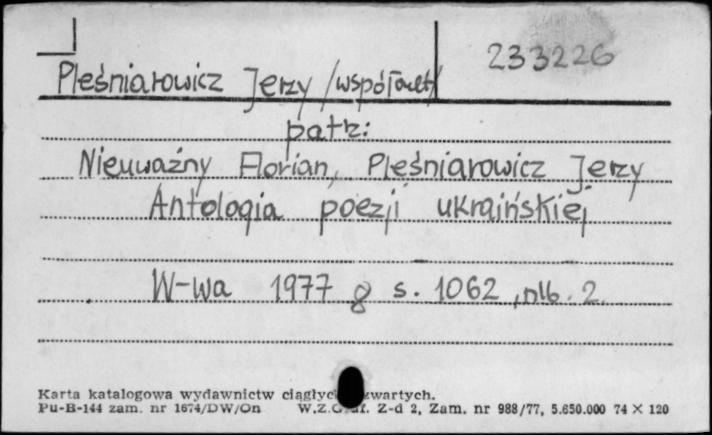 233226
Pleśniarowicz Jerzy /współaut/
patrz:
Nieuważny Florian, Pleśniarowicz Jerzy
Antologia poezji ukraińskiej
W-wa 1977 8 s. 1062, nlb. 2.
Karta katalogowa wydawnictw zwartych.
Pu-B-144 zam. nr 1674/DW/On W.Z.Graf. Z-d 2, Zam. nr 988/77, 5.650.000 74 × 120